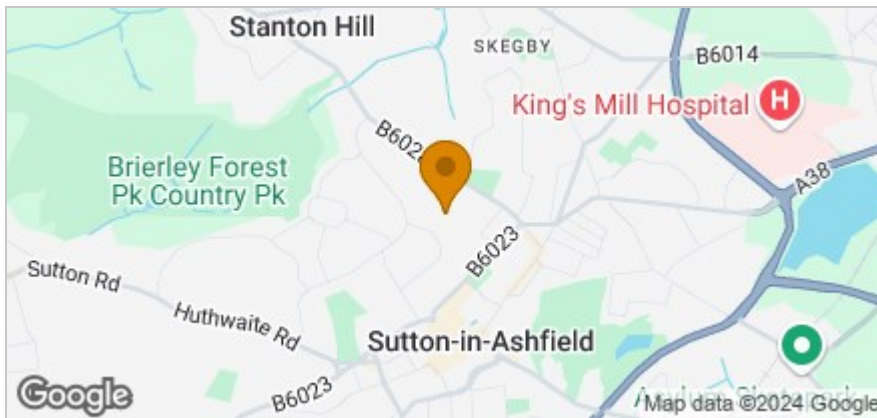 Stanton Hill
SKEGBY
B6014
King's Mill Hospital
H
B6028
Brierley Forest
Pk Country Pk
A38
B6023
Sutton Rd
Huthwaite Rd
Sutton-in-Ashfield
B6023
Google
Map data ©2024 Google